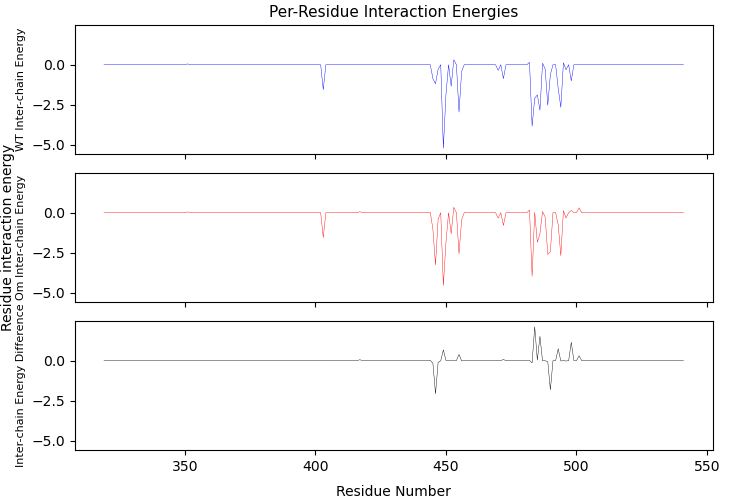 Per-Residue Interaction Energies
Residue interaction energy
WT Inter-chain Energy
0.0
−2.5
−5.0
Om Inter-chain Energy
0.0
−2.5
−5.0
Inter-chain Energy Difference
0.0
−2.5
−5.0
350
400
450
500
550
Residue Number